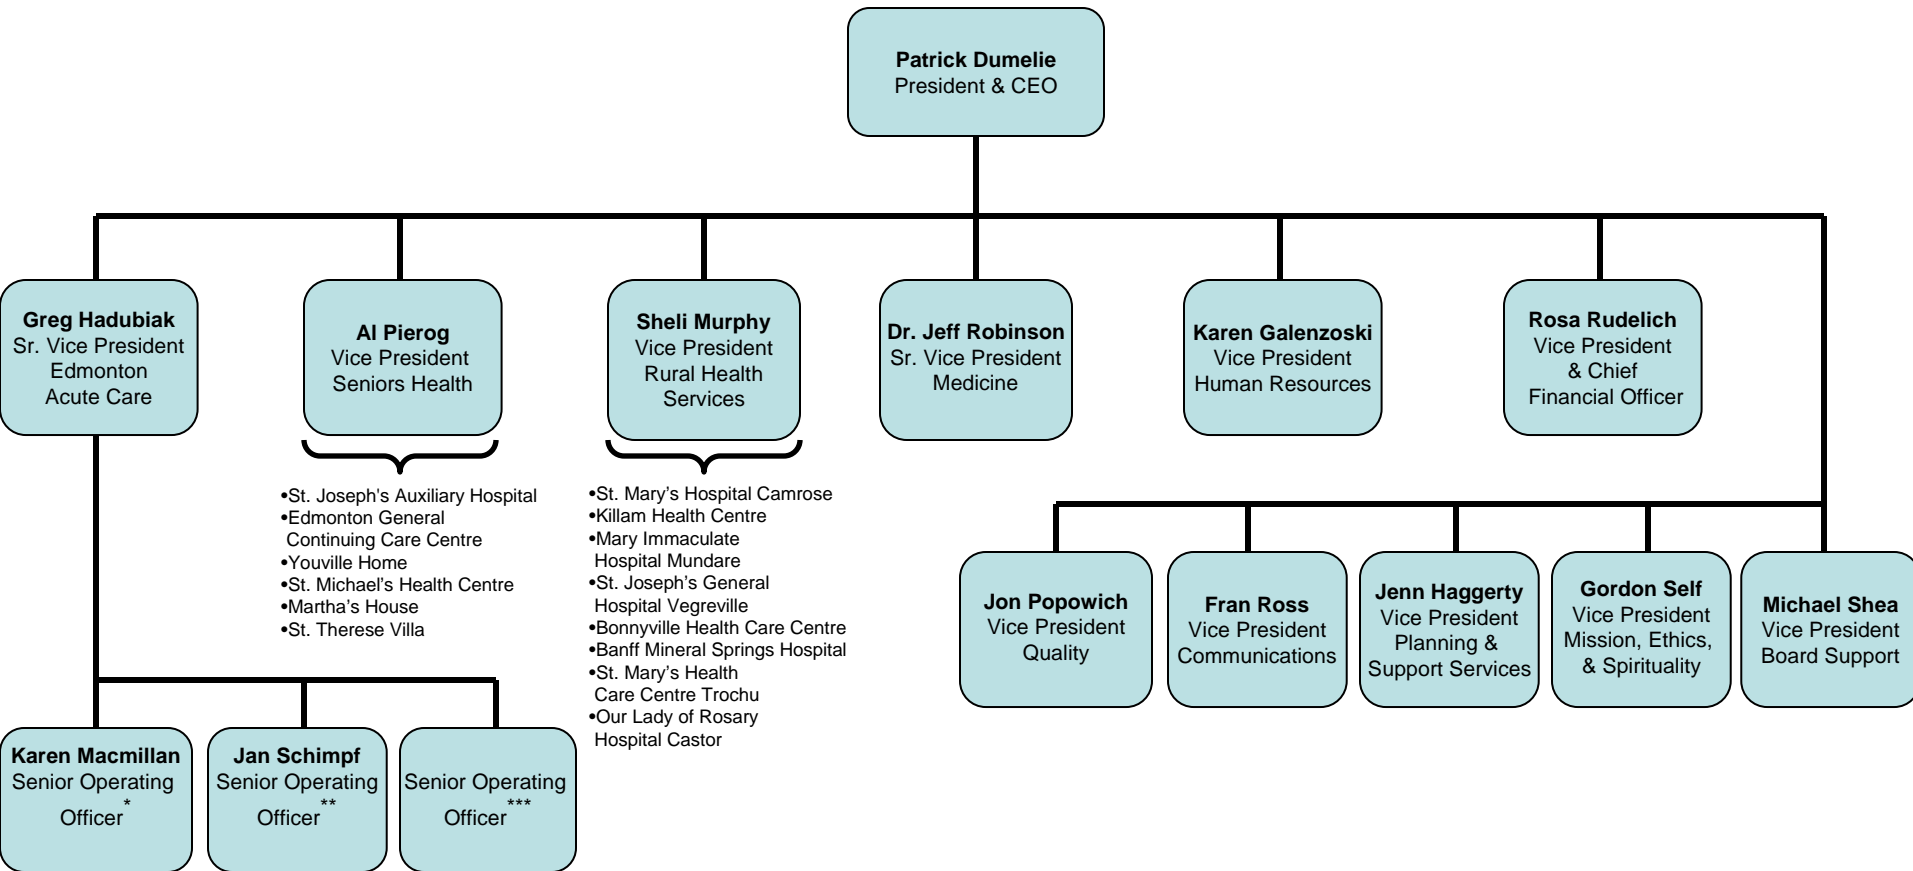 Patrick Dumelie
President & CEO
Greg Hadubiak
Sr. Vice President
Edmonton
Acute Care
Al Pierog
Vice President
Seniors Health
Sheli Murphy
Vice President
Rural Health
Services
Dr. Jeff Robinson
Sr. Vice President
Medicine
Karen Galenzoski
Vice President
Human Resources
Rosa Rudelich
Vice President
& Chief
Financial Officer
•St. Joseph's Auxiliary Hospital
•Edmonton General
Continuing Care Centre
•Youville Home
•St. Michael's Health Centre
•Martha's House
•St. Therese Villa
•St. Mary's Hospital Camrose
•Killam Health Centre
•Mary Immaculate
Hospital Mundare
•St. Joseph's General
Hospital Vegreville
•Bonnyville Health Care Centre
•Banff Mineral Springs Hospital
•St. Mary's Health
Care Centre Trochu
•Our Lady of Rosary
Hospital Castor
Jon Popowich
Vice President
Quality
Fran Ross
Vice President
Communications
Jenn Haggerty
Vice President
Planning &
Support Services
Gordon Self
Vice President
Mission, Ethics,
& Spirituality
Michael Shea
Vice President
Board Support
Karen Macmillan
Senior Operating
Officer*
Jan Schimpf
Senior Operating
Officer**
Senior Operating
Officer***